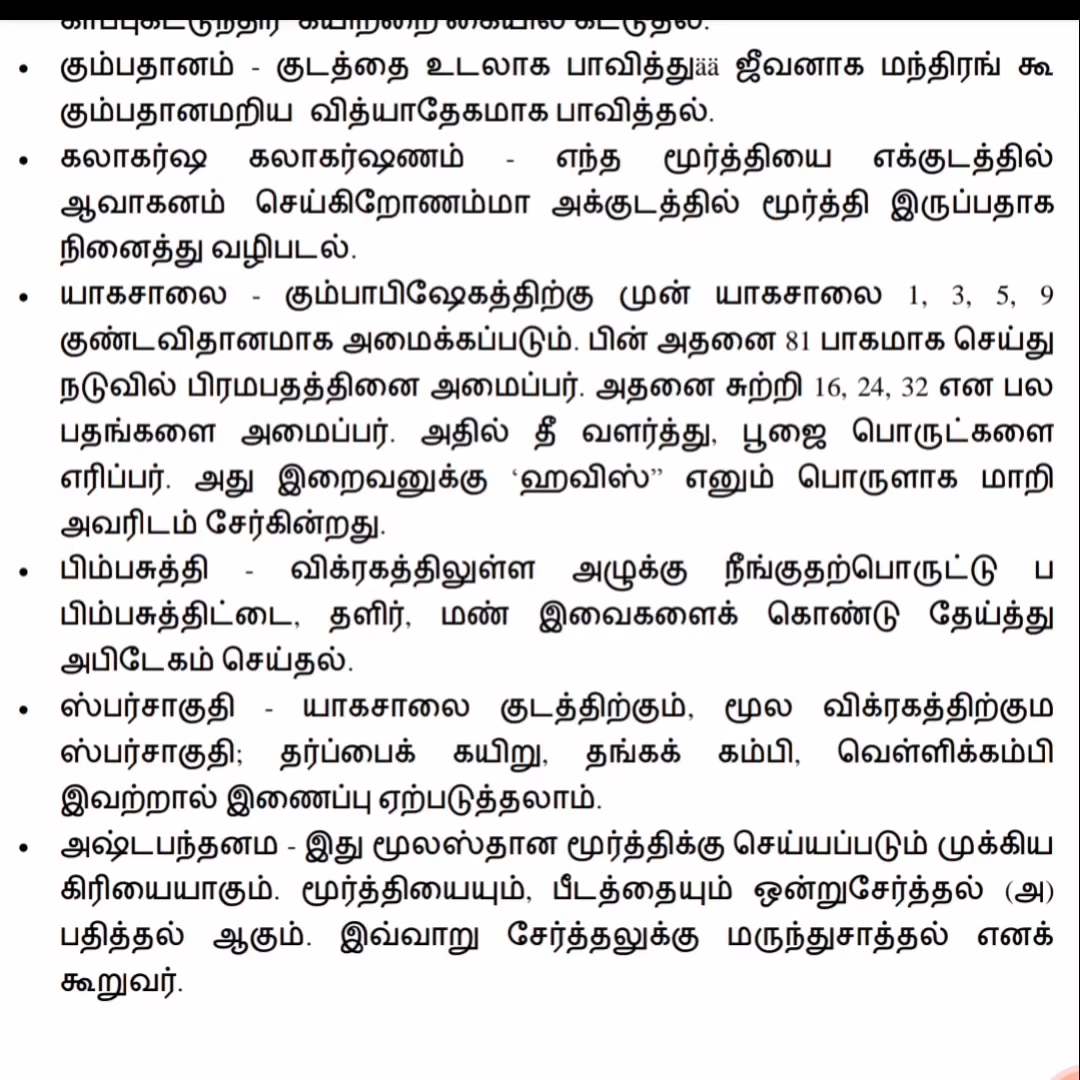 காப்புகட்டுந்திர கயிற்றை கையில் கட்டுதல்.
• கும்பதானம் - குடத்தை உடலாக பாவித்துää ஜீவனாக மந்திரங் கூ
கும்பதானமறிய வித்யாதேகமாக பாவித்தல்.
• கலாகர்ஷ கலாகர்ஷணம் - எந்த மூர்த்தியை எக்குடத்தில்
ஆவாகனம் செய்கிறோணம்மா அக்குடத்தில் மூர்த்தி இருப்பதாக
நினைத்து வழிபடல்.
• யாகசாலை - கும்பாபிஷேகத்திற்கு முன் யாகசாலை 1, 3, 5, 9
குண்டவிதானமாக அமைக்கப்படும். பின் அதனை 81 பாகமாக செய்து
நடுவில் பிரமபதத்தினை அமைப்பர். அதனை சுற்றி 16, 24, 32 என பல
பதங்களை அமைப்பர். அதில் தீ வளர்த்து, பூஜை பொருட்களை
எரிப்பர். அது இறைவனுக்கு ‘ஹவிஸ்” எனும் பொருளாக மாறி
அவரிடம் சேர்கின்றது.
• பிம்பசுத்தி - விக்ரகத்திலுள்ள அழுக்கு நீங்குதற்பொருட்டு ப
பிம்பசுத்திட்டை, தளிர், மண் இவைகளைக் கொண்டு தேய்த்து
அபிடேகம் செய்தல்.
• ஸ்பர்சாகுதி - யாகசாலை குடத்திற்கும், மூல விக்ரகத்திற்கும
ஸ்பர்சாகுதி; தர்ப்பைக் கயிறு, தங்கக் கம்பி, வெள்ளிக்கம்பி
இவற்றால் இணைப்பு ஏற்படுத்தலாம்.
• அஷ்டபந்தனம - இது மூலஸ்தான மூர்த்திக்கு செய்யப்படும் முக்கிய
கிரியையாகும். மூர்த்தியையும், பீடத்தையும் ஒன்றுசேர்த்தல் (அ)
பதித்தல் ஆகும். இவ்வாறு சேர்த்தலுக்கு மருந்துசாத்தல் எனக்
கூறுவர்.